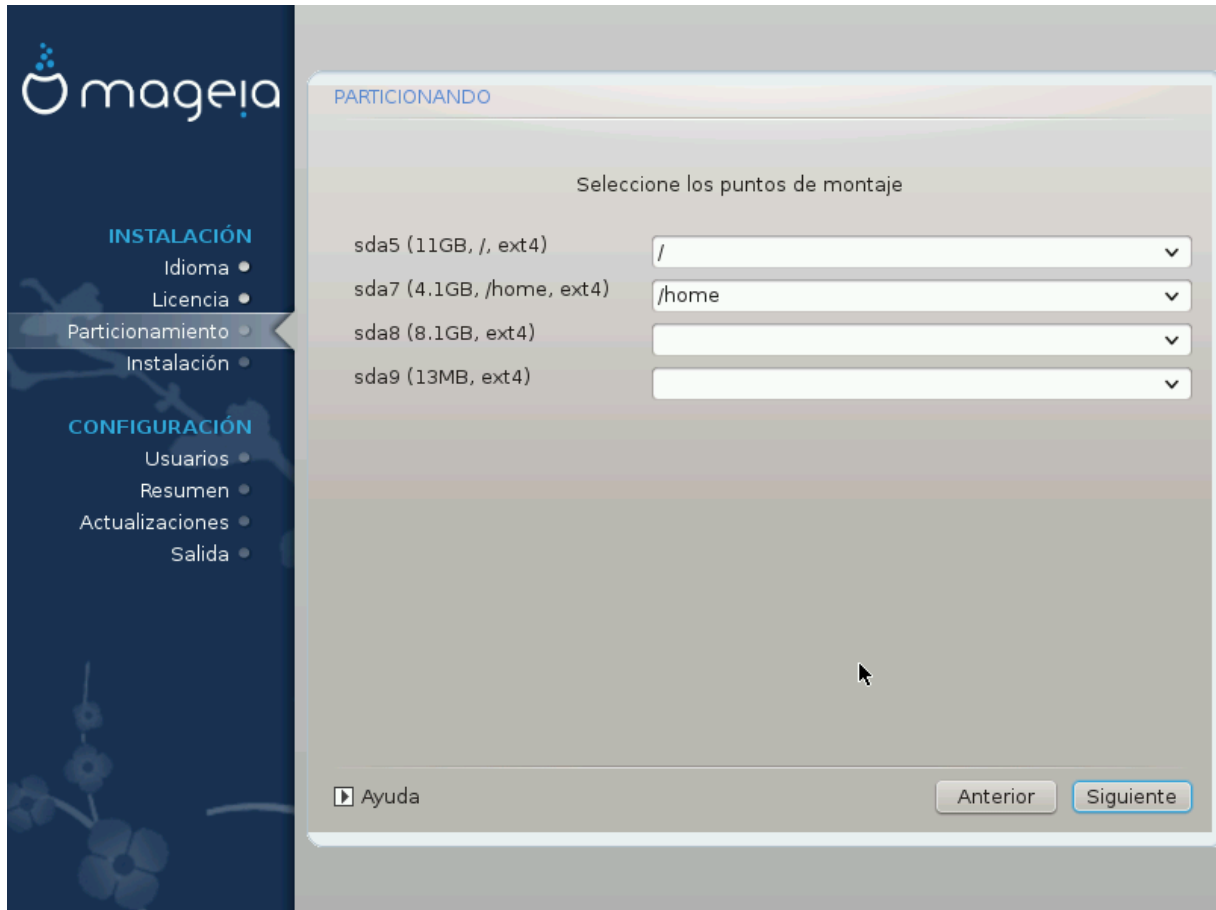 mageia
INSTALACIÓN
Idioma
Licencia
Particionamiento
Instalación
CONFIGURACIÓN
Usuarios
Resumen
Actualizaciones
Salida
PARTICIONANDO
Seleccione los puntos de montaje
sda5 (11GB, /, ext4) /
sda7 (4.1GB, /home, ext4) /home
sda8 (8.1GB, ext4)
sda9 (13MB, ext4)
Ayuda Anterior Siguiente